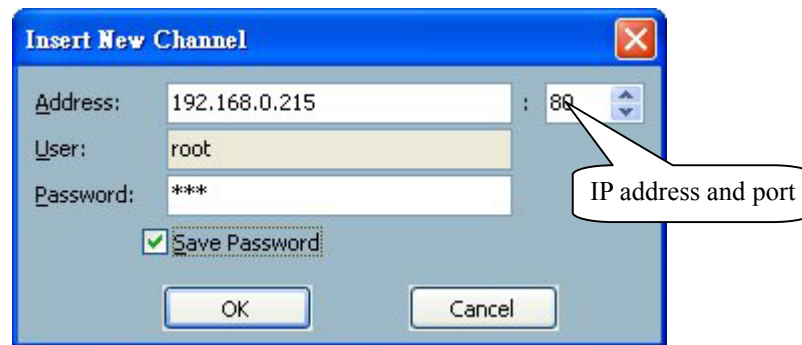 Insert New Channel
Address: 192.168.0.215 : 80
User: root
Password: ***
IP address and port
Save Password
OK Cancel